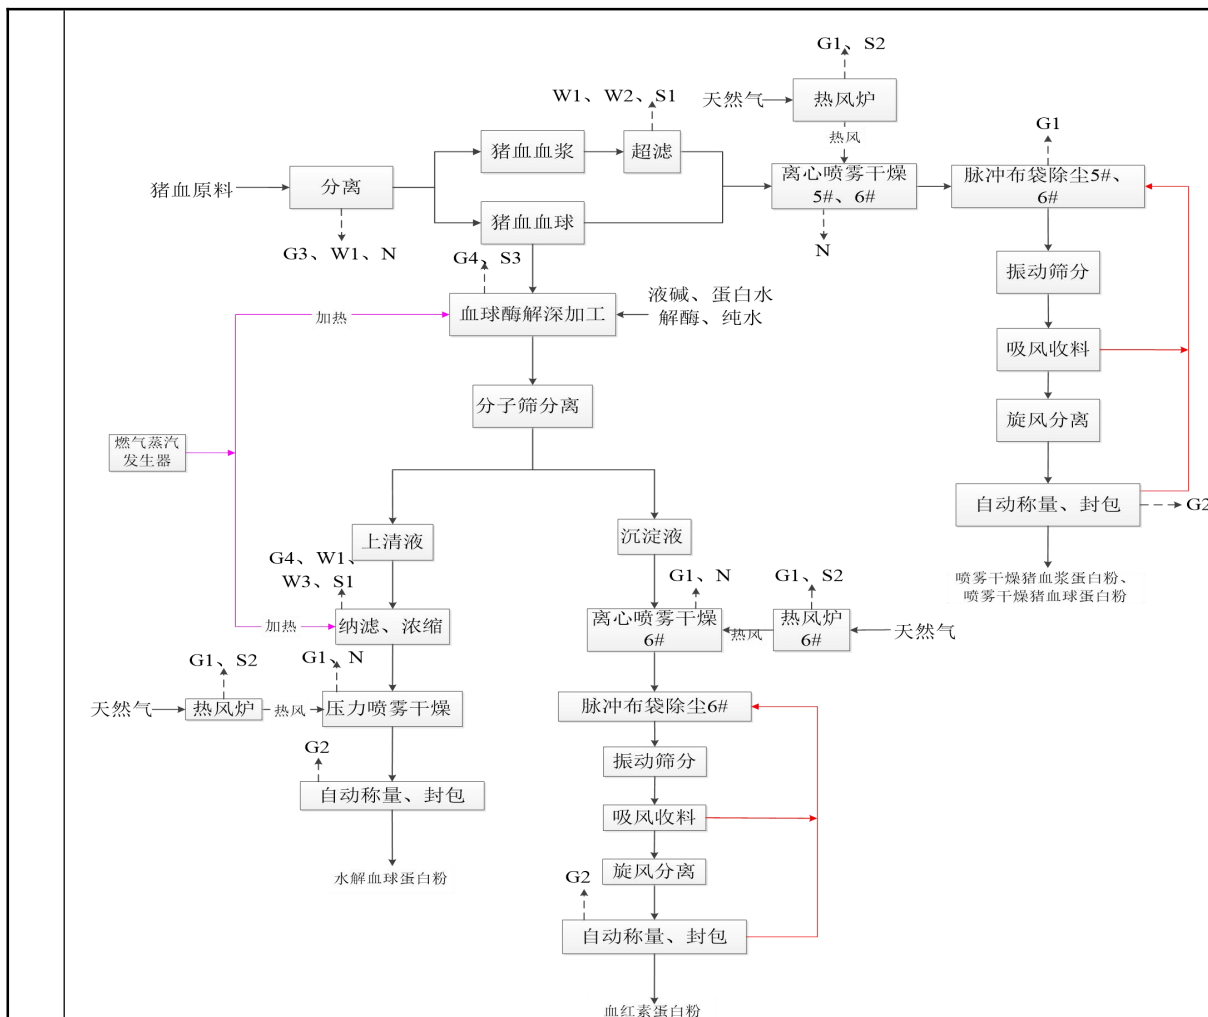 G1、S2
天然气
热风炉
热风
W1、W2、S1
猪血血浆
超滤
G1
猪血原料
分离
离心喷雾干燥
5#、6#
脉冲布袋除尘5#、
6#
猪血血球
G3、W1、N
N
G4、S3
振动筛分
液碱、蛋白水
解酶、纯水
血球酶解深加工
加热
吸风收料
分子筛分离
旋风分离
燃气蒸汽
发生器
自动称量、封包
G2
上清液
沉淀液
G4、W1、
W3、S1
G1、N
G1、S2
喷雾干燥猪血浆蛋白粉、
喷雾干燥猪血球蛋白粉
加热
纳滤、浓缩
离心喷雾干燥
6#
热风
热风炉
6#
天然气
G1、S2
G1、N
天然气
热风炉
热风
压力喷雾干燥
脉冲布袋除尘6#
G2
振动筛分
自动称量、封包
吸风收料
水解血球蛋白粉
旋风分离
G2
自动称量、封包
血红素蛋白粉